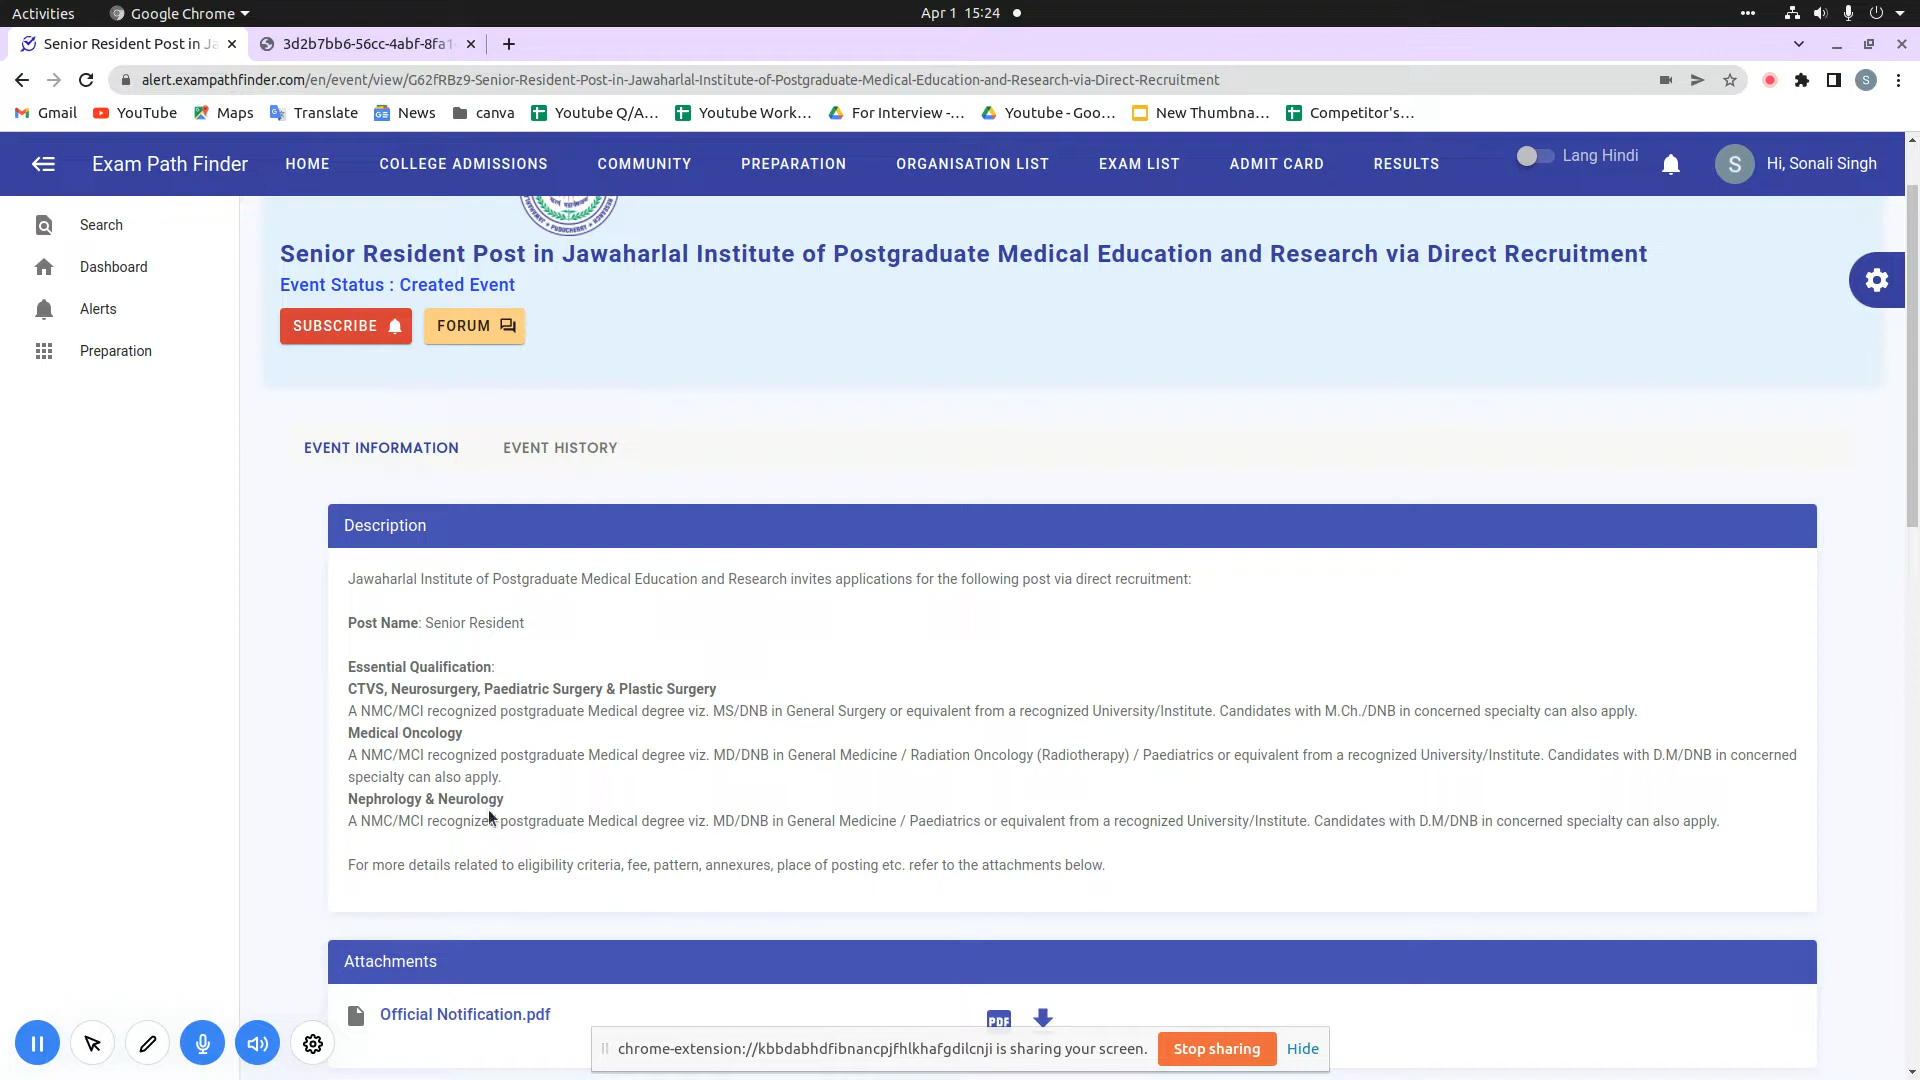 Activities
Google Chrome
Apr 1 15:24
Senior Resident Post in Ja
3d2b7bb6-56cc-4abf-8fa1-
alert.exampathfinder.com/en/event/view/G62fRBz9-Senior-Resident-Post-in-Jawaharlal-Institute-of-Postgraduate-Medical-Education-and-Research-via-Direct-Recruitment
S
Gmail
YouTube
Maps
Translate
News
canva
Youtube Q/A...
Youtube Work...
For Interview -...
Youtube - Goo...
New Thumbna...
Competitor's...
Exam Path Finder
HOME
COLLEGE ADMISSIONS
COMMUNITY
PREPARATION
ORGANISATION LIST
EXAM LIST
ADMIT CARD
RESULTS
Lang Hindi
S
Hi, Sonali Singh
Search
Dashboard
Alerts
Preparation
PUDUCHERRY
Senior Resident Post in Jawaharlal Institute of Postgraduate Medical Education and Research via Direct Recruitment
Event Status : Created Event
SUBSCRIBE
FORUM
EVENT INFORMATION
EVENT HISTORY
Description
Jawaharlal Institute of Postgraduate Medical Education and Research invites applications for the following post via direct recruitment:
Post Name: Senior Resident
Essential Qualification:
CTVS, Neurosurgery, Paediatric Surgery & Plastic Surgery
A NMC/MCI recognized postgraduate Medical degree viz. MS/DNB in General Surgery or equivalent from a recognized University/Institute. Candidates with M.Ch./DNB in concerned specialty can also apply.
Medical Oncology
A NMC/MCI recognized postgraduate Medical degree viz. MD/DNB in General Medicine / Radiation Oncology (Radiotherapy) / Paediatrics or equivalent from a recognized University/Institute. Candidates with D.M/DNB in concerned
specialty can also apply.
Nephrology & Neurology
A NMC/MCI recognized postgraduate Medical degree viz. MD/DNB in General Medicine / Paediatrics or equivalent from a recognized University/Institute. Candidates with D.M/DNB in concerned specialty can also apply.
For more details related to eligibility criteria, fee, pattern, annexures, place of posting etc. refer to the attachments below.
Attachments
Official Notification.pdf
PDF
chrome-extension://kbbdabhdfibnancpjfhlkhafgdilcnji is sharing your screen.
Stop sharing
Hide